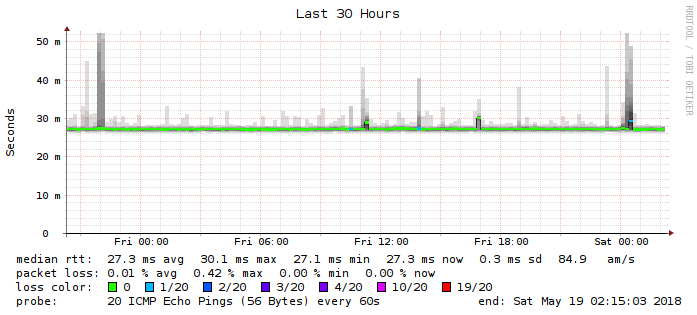 Last 30 Hours
RRDTOOL / TOBI OETIKER
Seconds
50 m
40 m
30 m
20 m
10 m
0
Fri 00:00 Fri 06:00 Fri 12:00 Fri 18:00 Sat 00:00
median rtt: 27.3 ms avg 30.1 ms max 27.1 ms min 27.3 ms now 0.3 ms sd 84.9 am/s
packet loss: 0.01 % avg 0.42 % max 0.00 % min 0.00 % now
loss color: 0 1/20 2/20 3/20 4/20 10/20 19/20
probe: 20 ICMP Echo Pings (56 Bytes) every 60s end: Sat May 19 02:15:03 2018